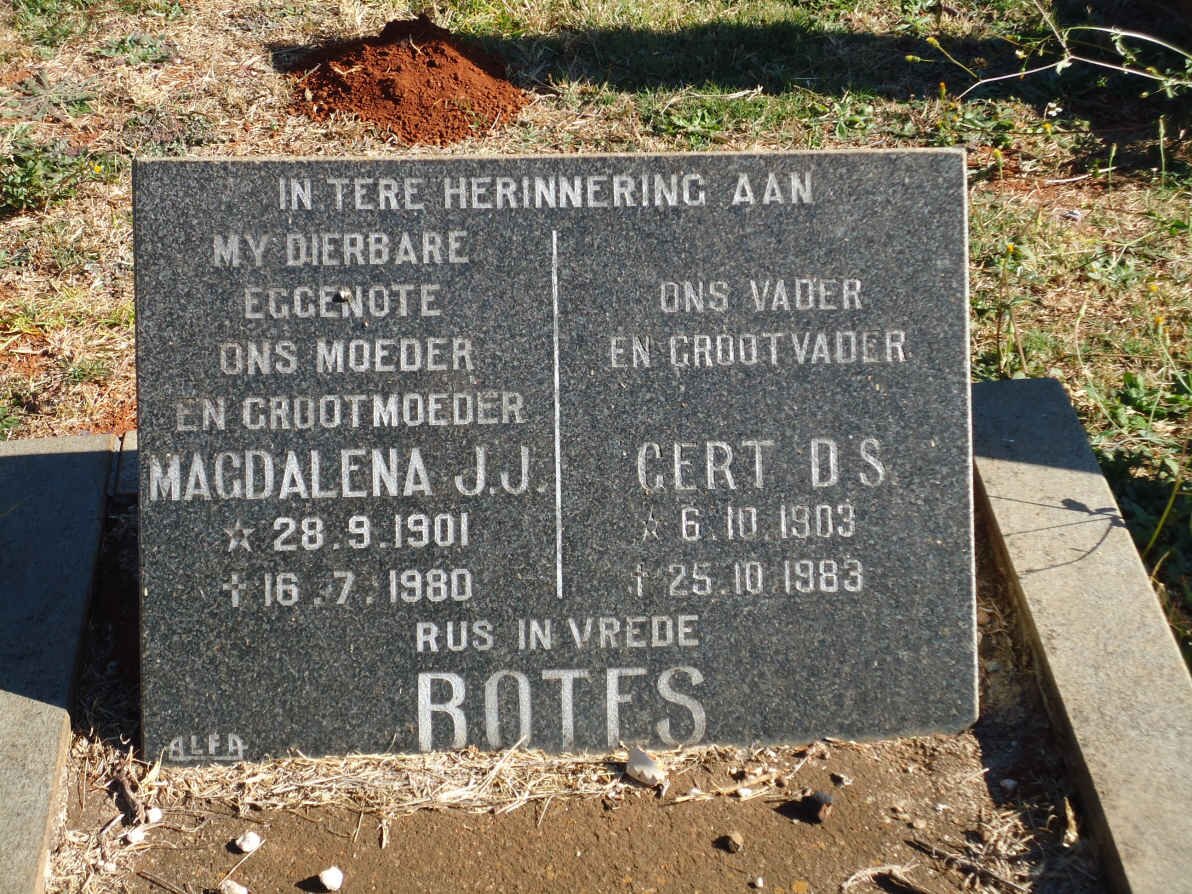 IN TERE HERINNERING AAN
MY DIERBARE
EGGENOTE
ONS MOEDER
EN GROOTMOEDER
MAGDALENA J.J.
☆ 28.9.1901
✝ 16.7.1980
ONS VADER
EN GROOTVADER
GERT D.S.
☆ 6.10.1903
✝ 25.10.1983
RUS IN VREDE
BOTES
ALFA